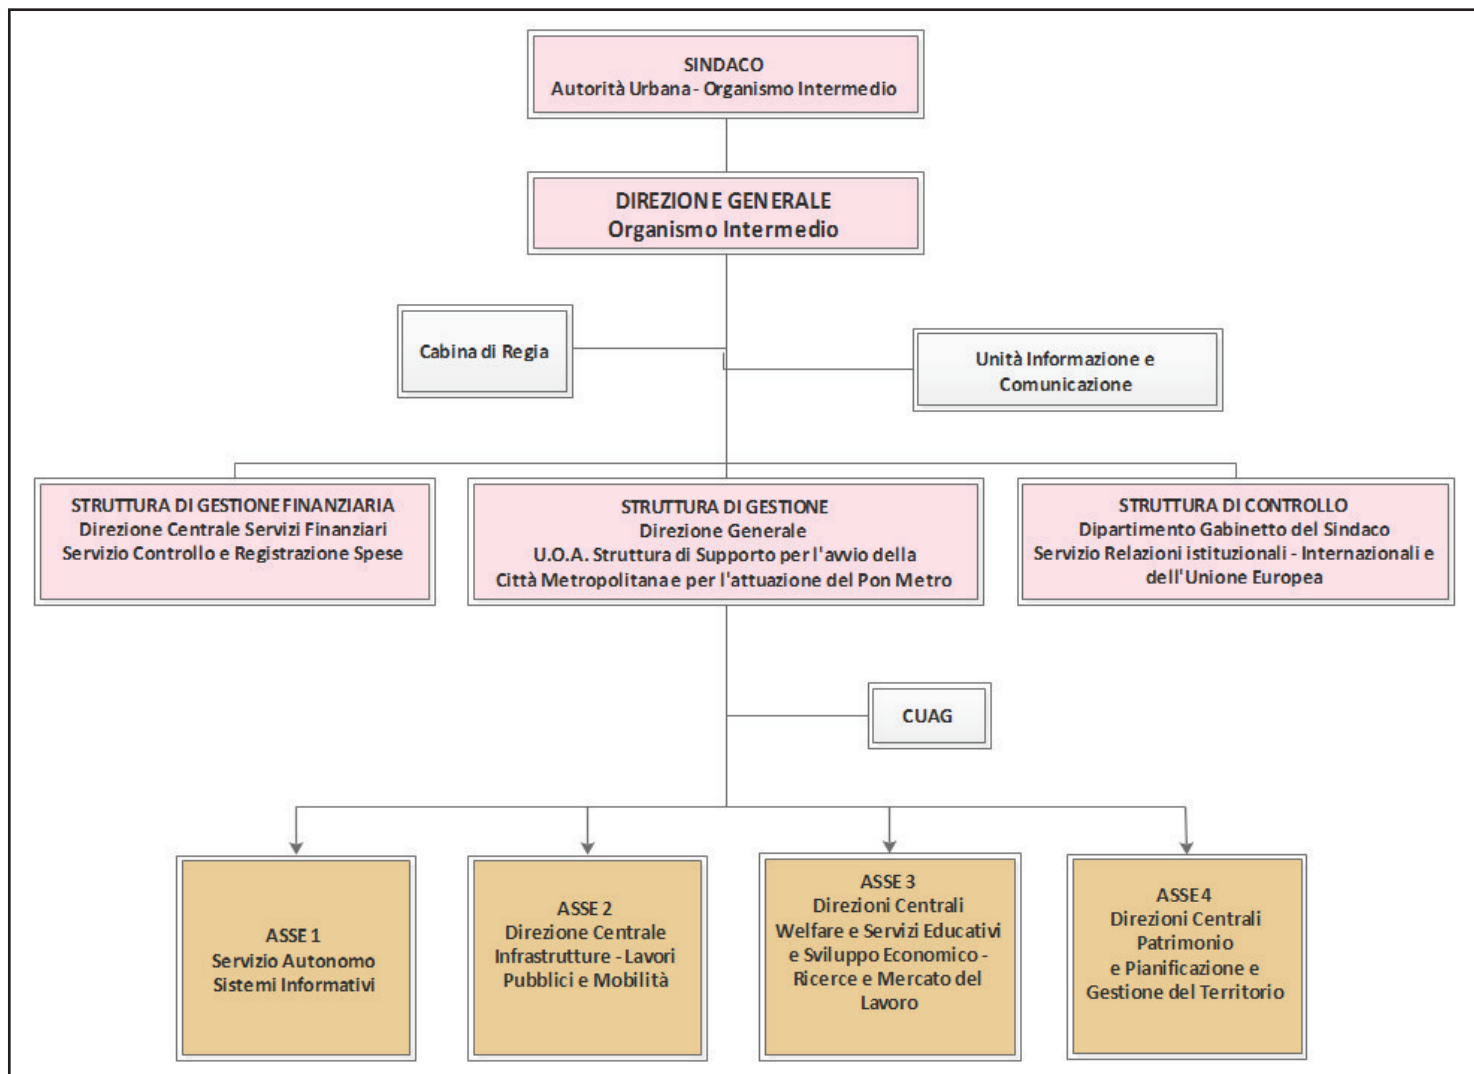 SINDACO
Autorità Urbana - Organismo Intermedio
DIREZIONE GENERALE
Organismo Intermedio
Cabina di Regia
Unità Informazione e
Comunicazione
STRUTTURA DI GESTIONE FINANZIARIA
Direzione Centrale Servizi Finanziari
Servizio Controllo e Registrazione Spese
STRUTTURA DI GESTIONE
Direzione Generale
U.O.A. Struttura di Supporto per l'avvio della
Città Metropolitana e per l'attuazione del Pon Metro
STRUTTURA DI CONTROLLO
Dipartimento Gabinetto del Sindaco
Servizio Relazioni istituzionali - Internazionali e
dell'Unione Europea
CUAG
ASSE 1
Servizio Autonomo
Sistemi Informativi
ASSE 2
Direzione Centrale
Infrastrutture - Lavori
Pubblici e Mobilità
ASSE 3
Direzioni Centrali
Welfare e Servizi Educativi
e Sviluppo Economico -
Ricerce e Mercato del
Lavoro
ASSE 4
Direzioni Centrali
Patrimonio
e Pianificazione e
Gestione del Territorio